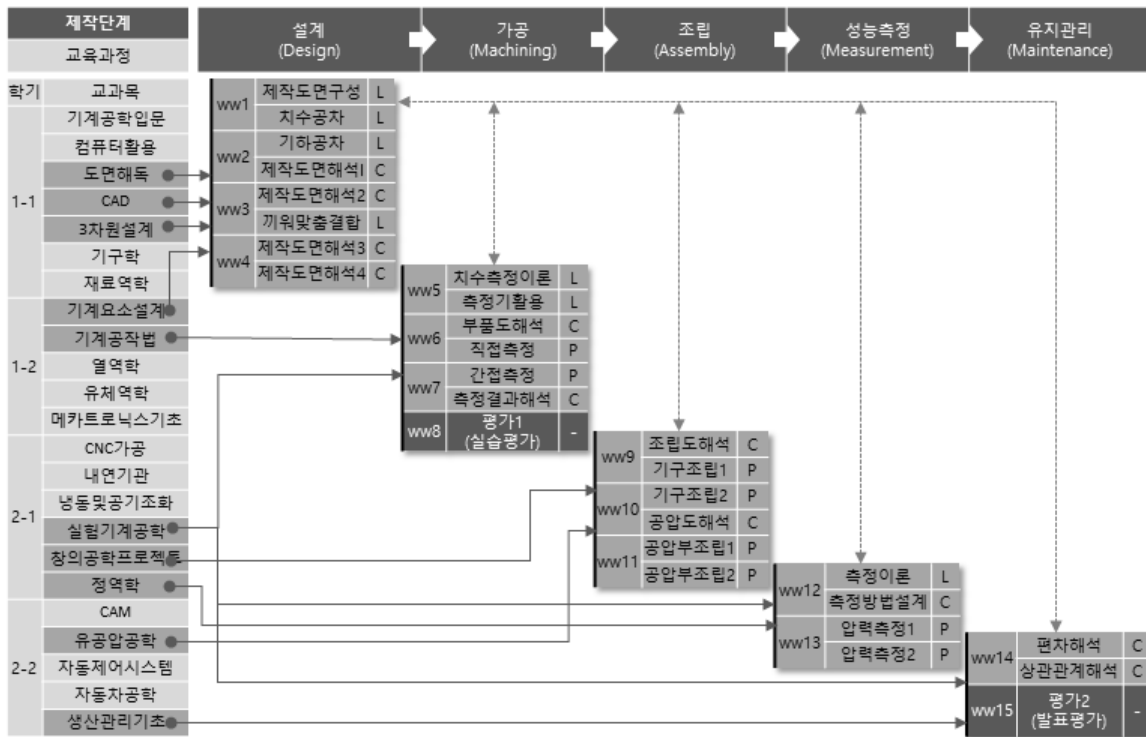 제작단계
교육과정
설계
(Design)
가공
(Machining)
조립
(Assembly)
성능측정
(Measurement)
유지관리
(Maintenance)
학기
교과목
1-1
기계공학입문
컴퓨터활용
도면해독
CAD
3차원설계
기구학
재료역학
1-2
기계요소설계
기계공작법
열역학
유체역학
메카트로닉스기초
2-1
CNC가공
내연기관
냉동및공기조화
실험기계공학
창의공학프로젝트
정역학
2-2
CAM
유공압공학
자동제어시스템
자동차공학
생산관리기초
ww1
제작도면구성 L
치수공차 L
ww2
기하공차 L
제작도면해석1 C
ww3
제작도면해석2 C
끼워맞춤결합 L
ww4
제작도면해석3 C
제작도면해석4 C
ww5
치수측정이론 L
측정기활용 L
ww6
부품도해석 C
직접측정 P
ww7
간접측정 P
측정결과해석 C
ww8
평가1
(실습평가)
-
ww9
조립도해석 C
기구조립1 P
ww10
기구조립2 P
공압도해석 C
ww11
공압부조립1 P
공압부조립2 P
ww12
측정이론 L
측정방법설계 C
ww13
압력측정1 P
압력측정2 P
ww14
편차해석 C
상관관계해석 C
ww15
평가2
(발표평가)
-